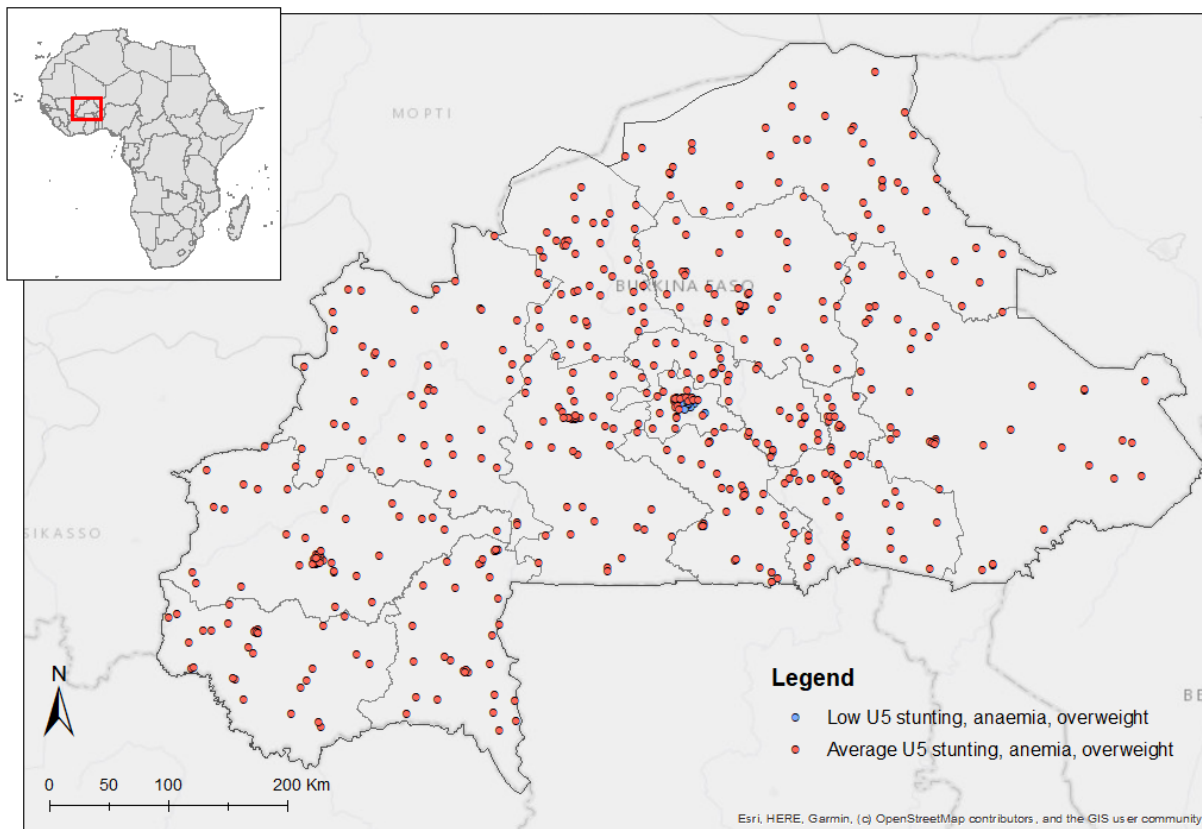 MOPTI
BURKINA FASO
SIKASSO
N
Legend
Low U5 stunting, anaemia, overweight
Average U5 stunting, anemia, overweight
BE
0 50 100 200 Km
Esri, HERE, Garmin, (c) OpenStreetMap contributors, and the GIS user community